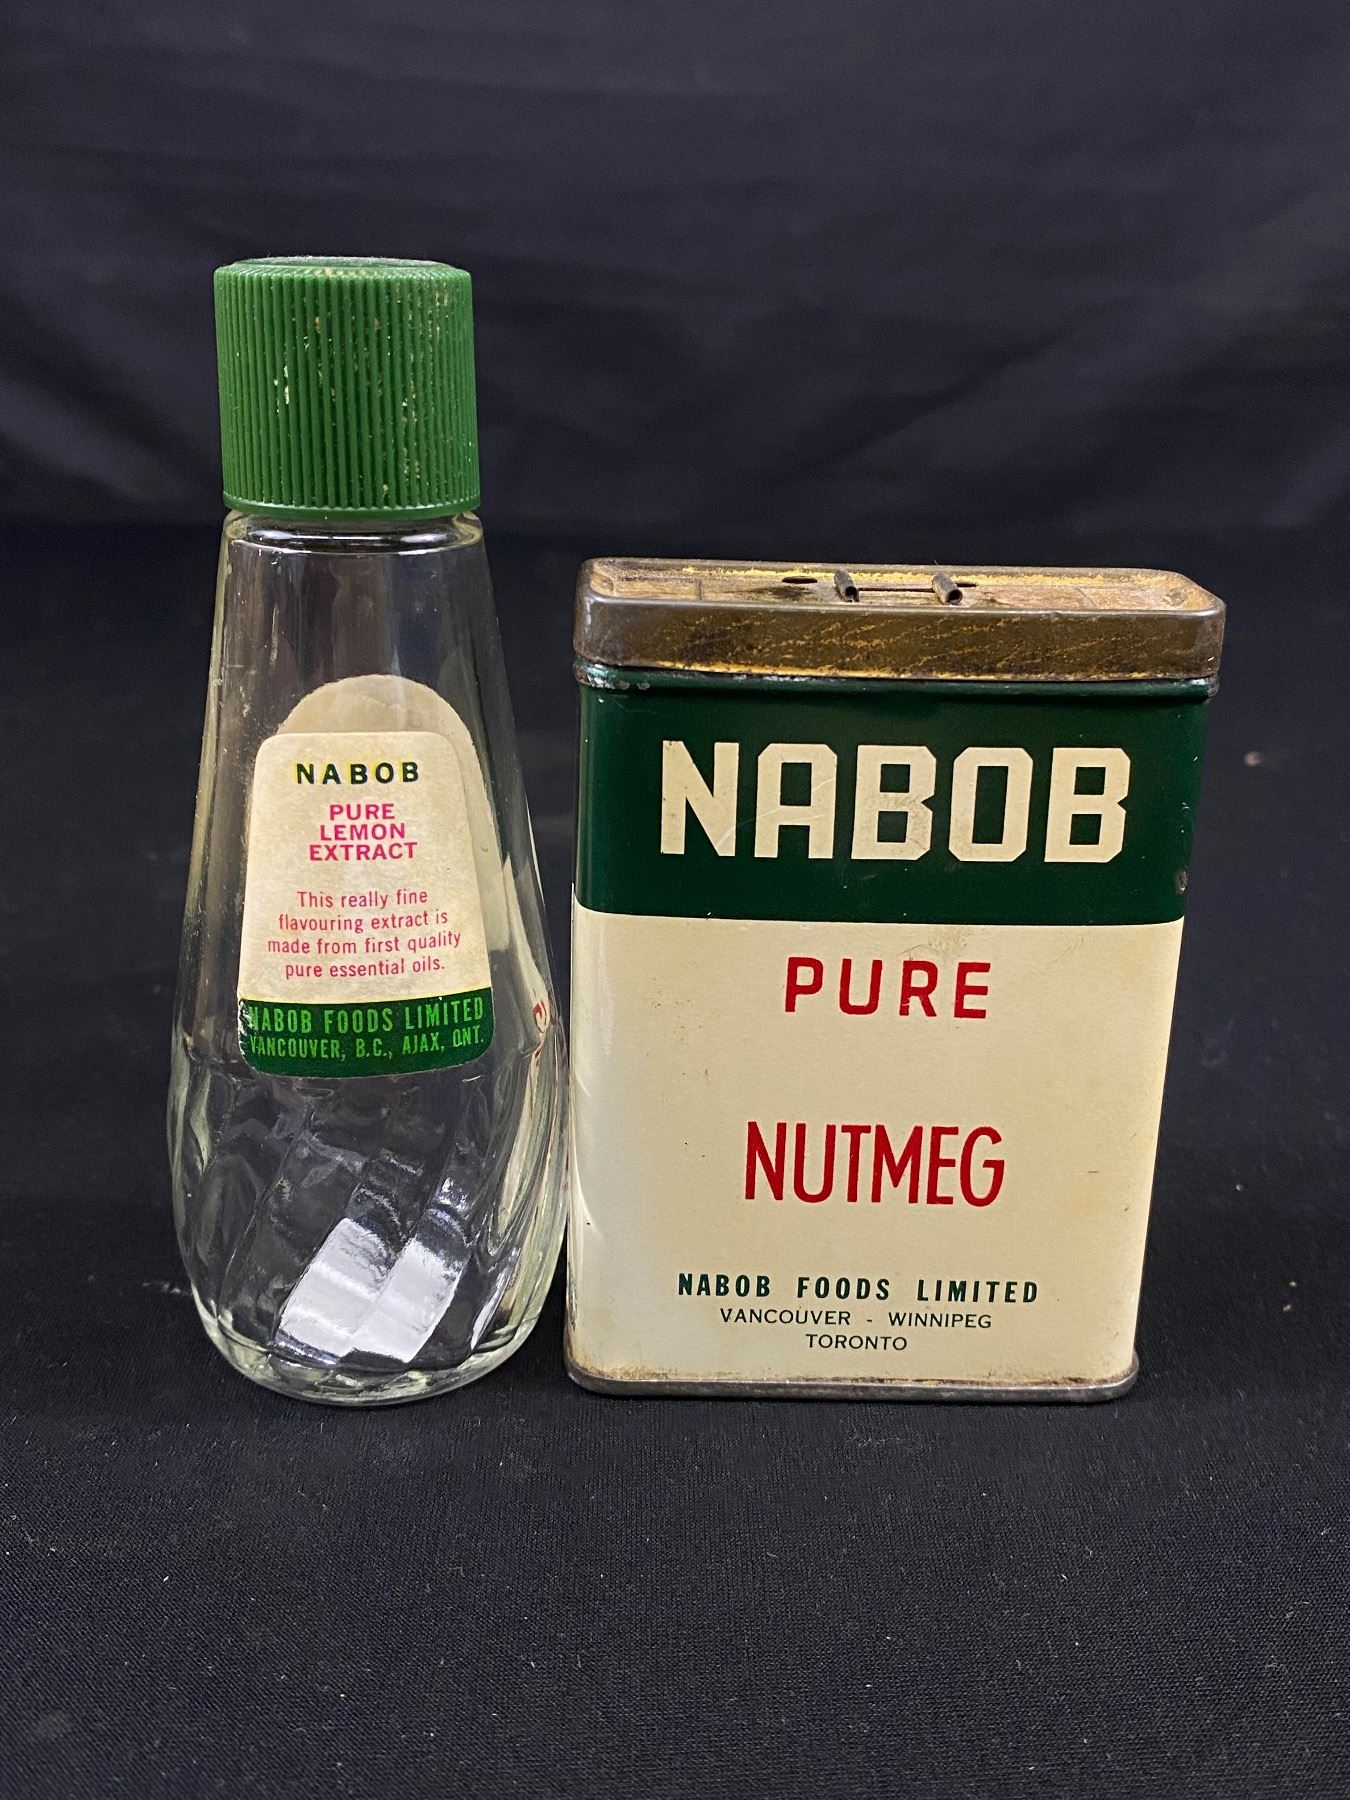 NABOB
PURE
LEMON
EXTRACT
This really fine
flavouring extract is
made from first quality
pure essential oils.
NABOB FOODS LIMITED
VANCOUVER, B.C., AJAX, ONT.
NABOB
PURE
NUTMEG
NABOB FOODS LIMITED
VANCOUVER - WINNIPEG
TORONTO